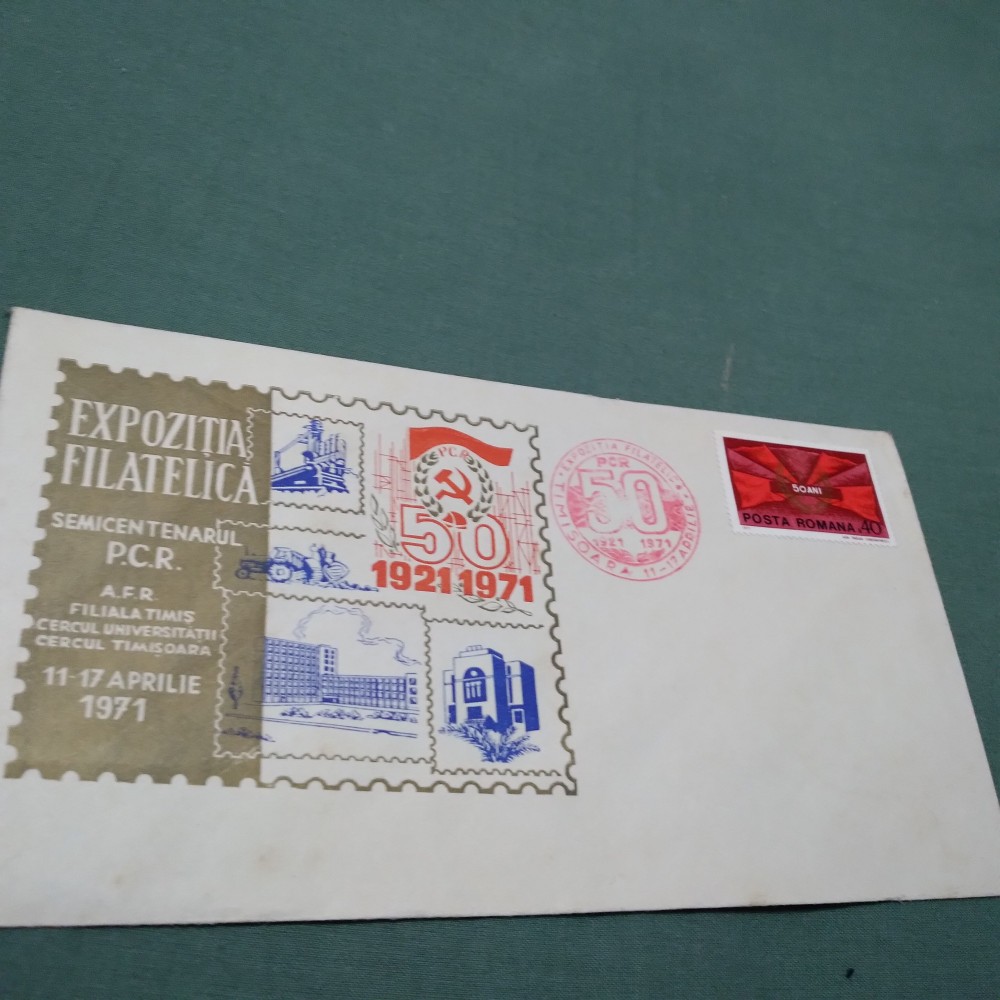 EXPOZIȚIA
FILATELICĂ
SEMICENTENARUL
P.C.R.
A.F.R.
FILIALA TIMIȘ
CERCUL UNIVERSITĂȚII
CERCUL TIMIȘOARA
11-17 APRILIE
1971
P.C.R.
50
1921 1971
EXPOZIȚIA FILATELICĂ
PCR
50
1921 1971
TIMIȘOARA 11-17 APRILIE
50 ANI
POSTA ROMANA 40